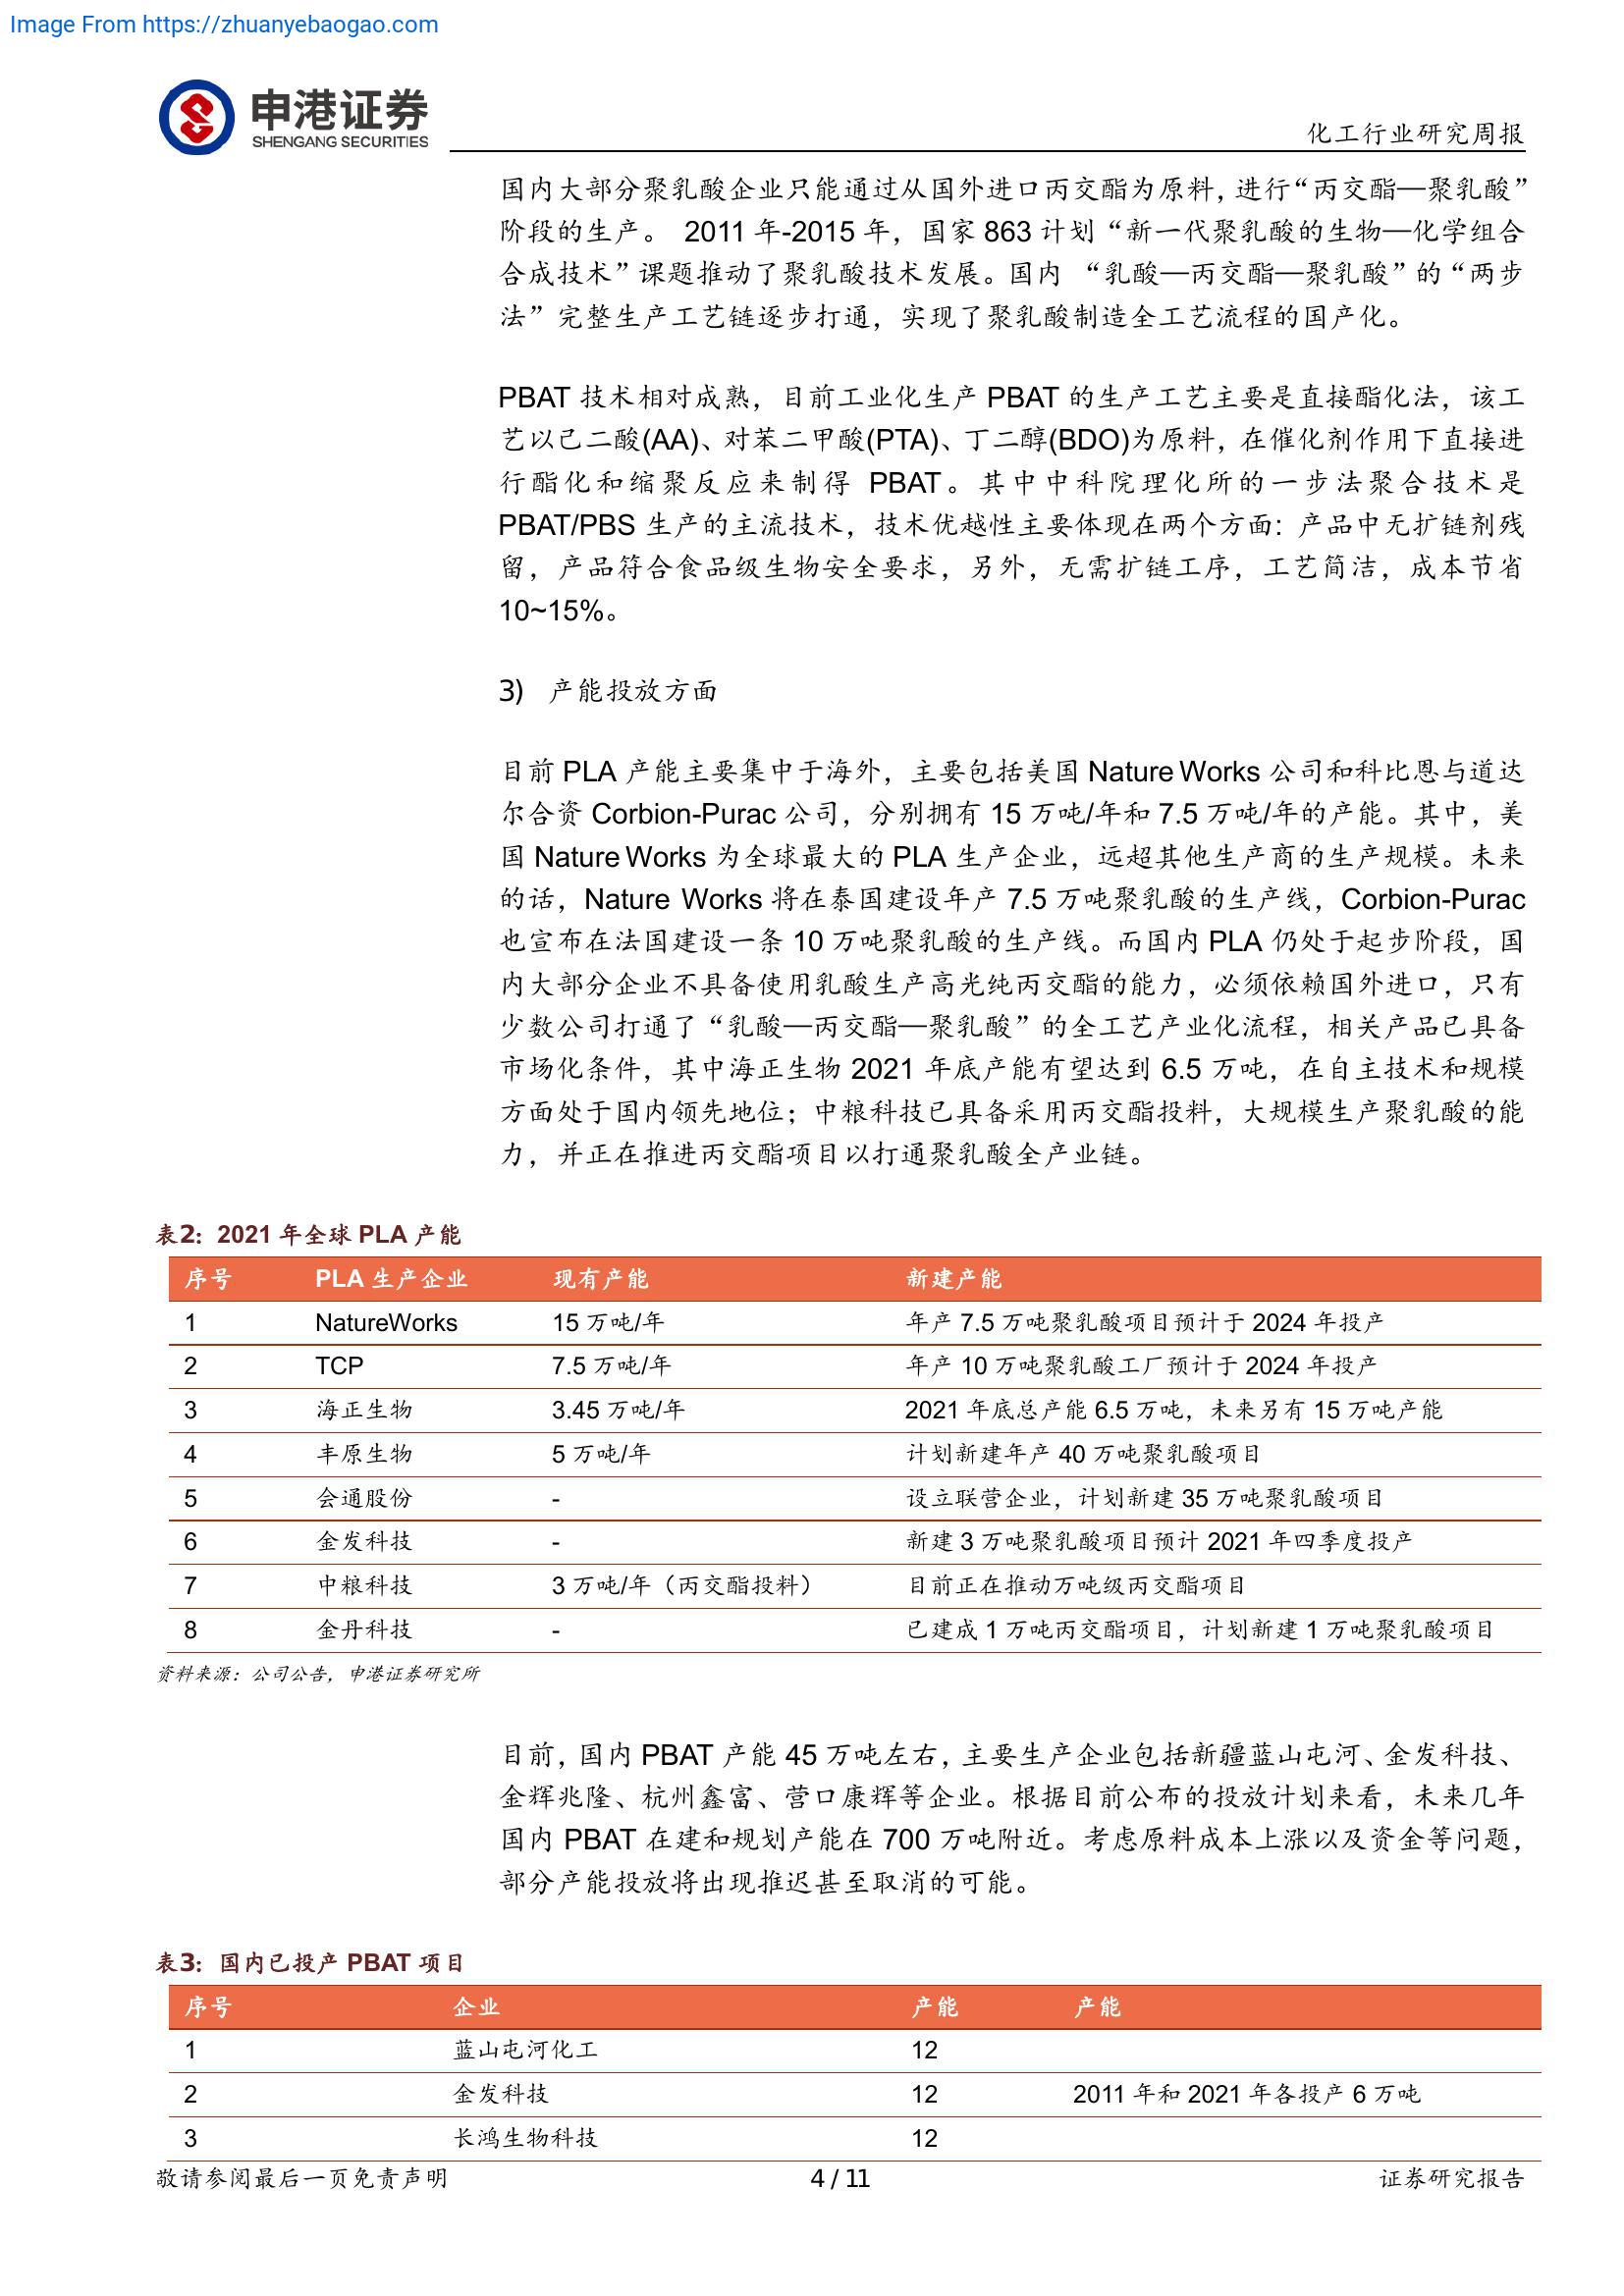 Image From https://zhuanyebaogao.com
申港证券
SHENGANG SECURITIES
化工行业研究周报
国内大部分聚乳酸企业只能通过从国外进口丙交酯为原料，进行“丙交酯—聚乳酸”
阶段的生产。 2011 年-2015 年，国家 863 计划“新一代聚乳酸的生物—化学组合
合成技术”课题推动了聚乳酸技术发展。国内 “乳酸—丙交酯—聚乳酸”的“两步
法”完整生产工艺链逐步打通，实现了聚乳酸制造全工艺流程的国产化。
PBAT 技术相对成熟，目前工业化生产 PBAT 的生产工艺主要是直接酯化法，该工
艺以己二酸(AA)、对苯二甲酸(PTA)、丁二醇(BDO)为原料，在催化剂作用下直接进
行酯化和缩聚反应来制得 PBAT。其中中科院理化所的一步法聚合技术是
PBAT/PBS 生产的主流技术，技术优越性主要体现在两个方面：产品中无扩链剂残
留，产品符合食品级生物安全要求，另外，无需扩链工序，工艺简洁，成本节省
10~15%。
3) 产能投放方面
目前 PLA 产能主要集中于海外，主要包括美国 Nature Works 公司和科比恩与道达
尔合资 Corbion-Purac 公司，分别拥有 15 万吨/年和 7.5 万吨/年的产能。其中，美
国 Nature Works 为全球最大的 PLA 生产企业，远超其他生产商的生产规模。未来
的话，Nature Works 将在泰国建设年产 7.5 万吨聚乳酸的生产线，Corbion-Purac
也宣布在法国建设一条 10 万吨聚乳酸的生产线。而国内 PLA 仍处于起步阶段，国
内大部分企业不具备使用乳酸生产高光纯丙交酯的能力，必须依赖国外进口，只有
少数公司打通了“乳酸—丙交酯—聚乳酸”的全工艺产业化流程，相关产品已具备
市场化条件，其中海正生物 2021 年底产能有望达到 6.5 万吨，在自主技术和规模
方面处于国内领先地位；中粮科技已具备采用丙交酯投料，大规模生产聚乳酸的能
力，并正在推进丙交酯项目以打通聚乳酸全产业链。
表2：2021 年全球 PLA 产能
序号 PLA 生产企业 现有产能 新建产能
1 NatureWorks 15 万吨/年 年产 7.5 万吨聚乳酸项目预计于 2024 年投产
2 TCP 7.5 万吨/年 年产 10 万吨聚乳酸工厂预计于 2024 年投产
3 海正生物 3.45 万吨/年 2021 年底总产能 6.5 万吨，未来另有 15 万吨产能
4 丰原生物 5 万吨/年 计划新建年产 40 万吨聚乳酸项目
5 会通股份 - 设立联营企业，计划新建 35 万吨聚乳酸项目
6 金发科技 - 新建 3 万吨聚乳酸项目预计 2021 年四季度投产
7 中粮科技 3 万吨/年（丙交酯投料） 目前正在推动万吨级丙交酯项目
8 金丹科技 - 已建成 1 万吨丙交酯项目，计划新建 1 万吨聚乳酸项目
资料来源：公司公告，申港证券研究所
目前，国内 PBAT 产能 45 万吨左右，主要生产企业包括新疆蓝山屯河、金发科技、
金辉兆隆、杭州鑫富、营口康辉等企业。根据目前公布的投放计划来看，未来几年
国内 PBAT 在建和规划产能在 700 万吨附近。考虑原料成本上涨以及资金等问题，
部分产能投放将出现推迟甚至取消的可能。
表3：国内已投产 PBAT 项目
序号 企业 产能 产能
1 蓝山屯河化工 12
2 金发科技 12 2011 年和 2021 年各投产 6 万吨
3 长鸿生物科技 12
敬请参阅最后一页免责声明 4 / 11 证券研究报告